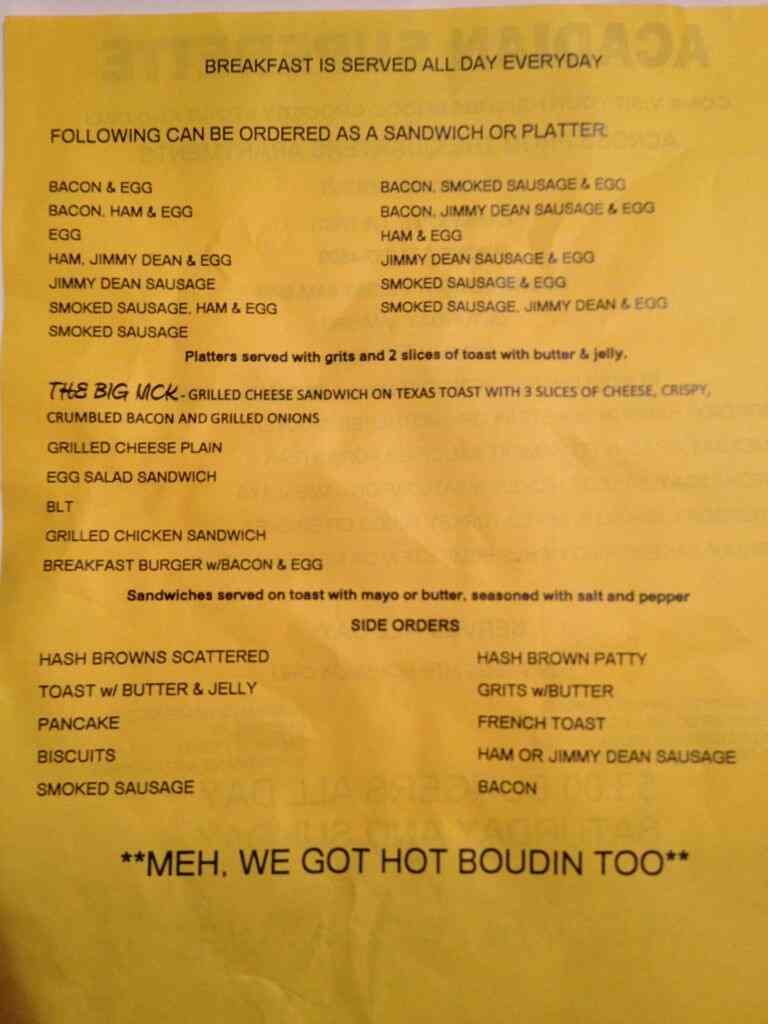 BREAKFAST IS SERVED ALL DAY EVERYDAY
FOLLOWING CAN BE ORDERED AS A SANDWICH OR PLATTER:
BACON & EGG
BACON, HAM & EGG
EGG
HAM, JIMMY DEAN & EGG
JIMMY DEAN SAUSAGE
SMOKED SAUSAGE, HAM & EGG
SMOKED SAUSAGE
BACON, SMOKED SAUSAGE & EGG
BACON, JIMMY DEAN SAUSAGE & EGG
HAM & EGG
JIMMY DEAN SAUSAGE & EGG
SMOKED SAUSAGE & EGG
SMOKED SAUSAGE, JIMMY DEAN & EGG
Platters served with grits and 2 slices of toast with butter & jelly.
THE BIG NICK - GRILLED CHEESE SANDWICH ON TEXAS TOAST WITH 3 SLICES OF CHEESE, CRISPY,
CRUMBLED BACON AND GRILLED ONIONS
GRILLED CHEESE PLAIN
EGG SALAD SANDWICH
BLT
GRILLED CHICKEN SANDWICH
BREAKFAST BURGER w/BACON & EGG
Sandwiches served on toast with mayo or butter, seasoned with salt and pepper
SIDE ORDERS
HASH BROWNS SCATTERED
TOAST w/ BUTTER & JELLY
PANCAKE
BISCUITS
SMOKED SAUSAGE
HASH BROWN PATTY
GRITS w/BUTTER
FRENCH TOAST
HAM OR JIMMY DEAN SAUSAGE
BACON
**MEH, WE GOT HOT BOUDIN TOO**